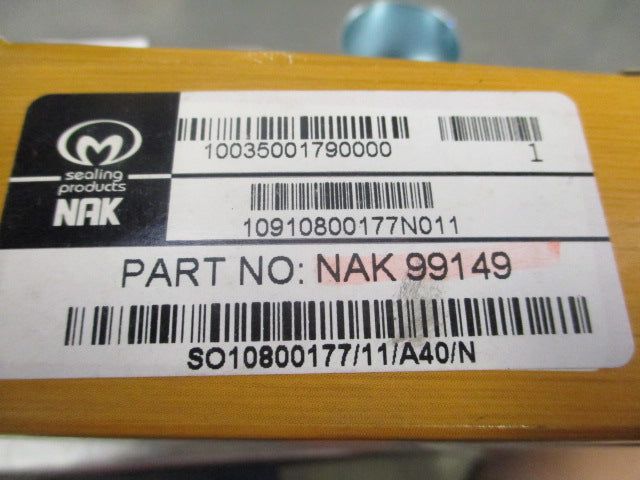 sealing
products
NAK
10035001790000
1
10910800177N011
PART NO: NAK 99149
SO10800177/11/A40/N